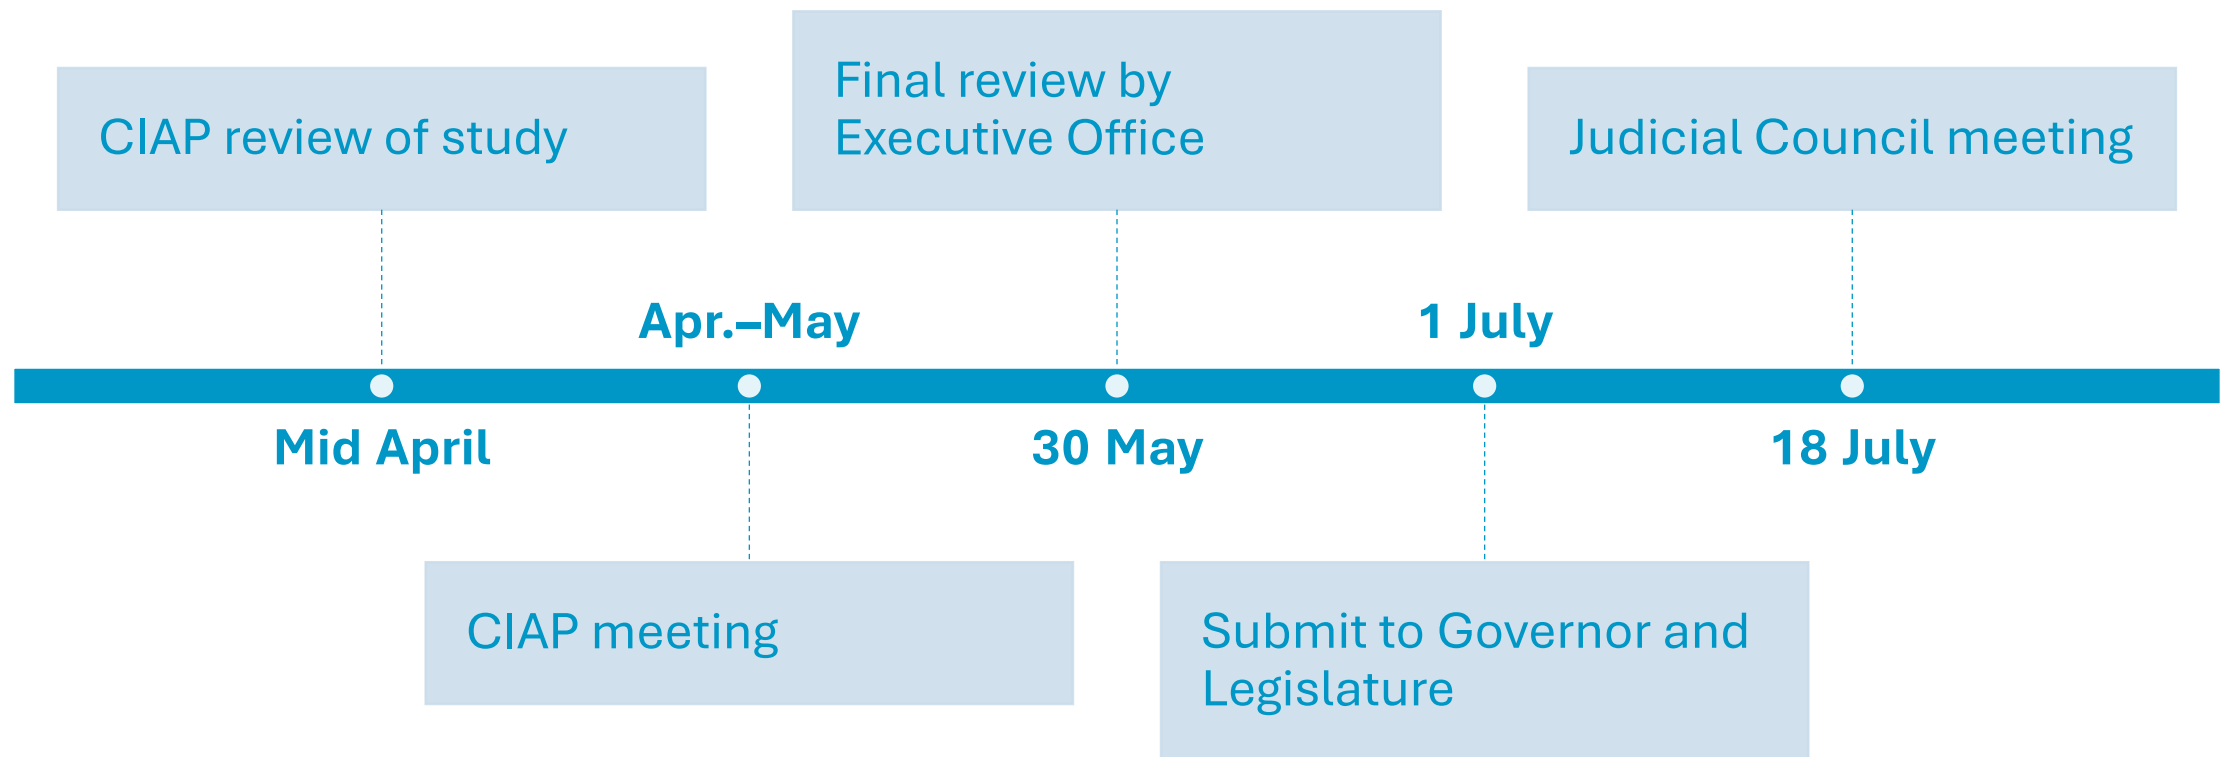 CIAP review of study
Mid April
Apr.–May
CIAP meeting
Final review by
Executive Office
30 May
1 July
Submit to Governor and
Legislature
Judicial Council meeting
18 July